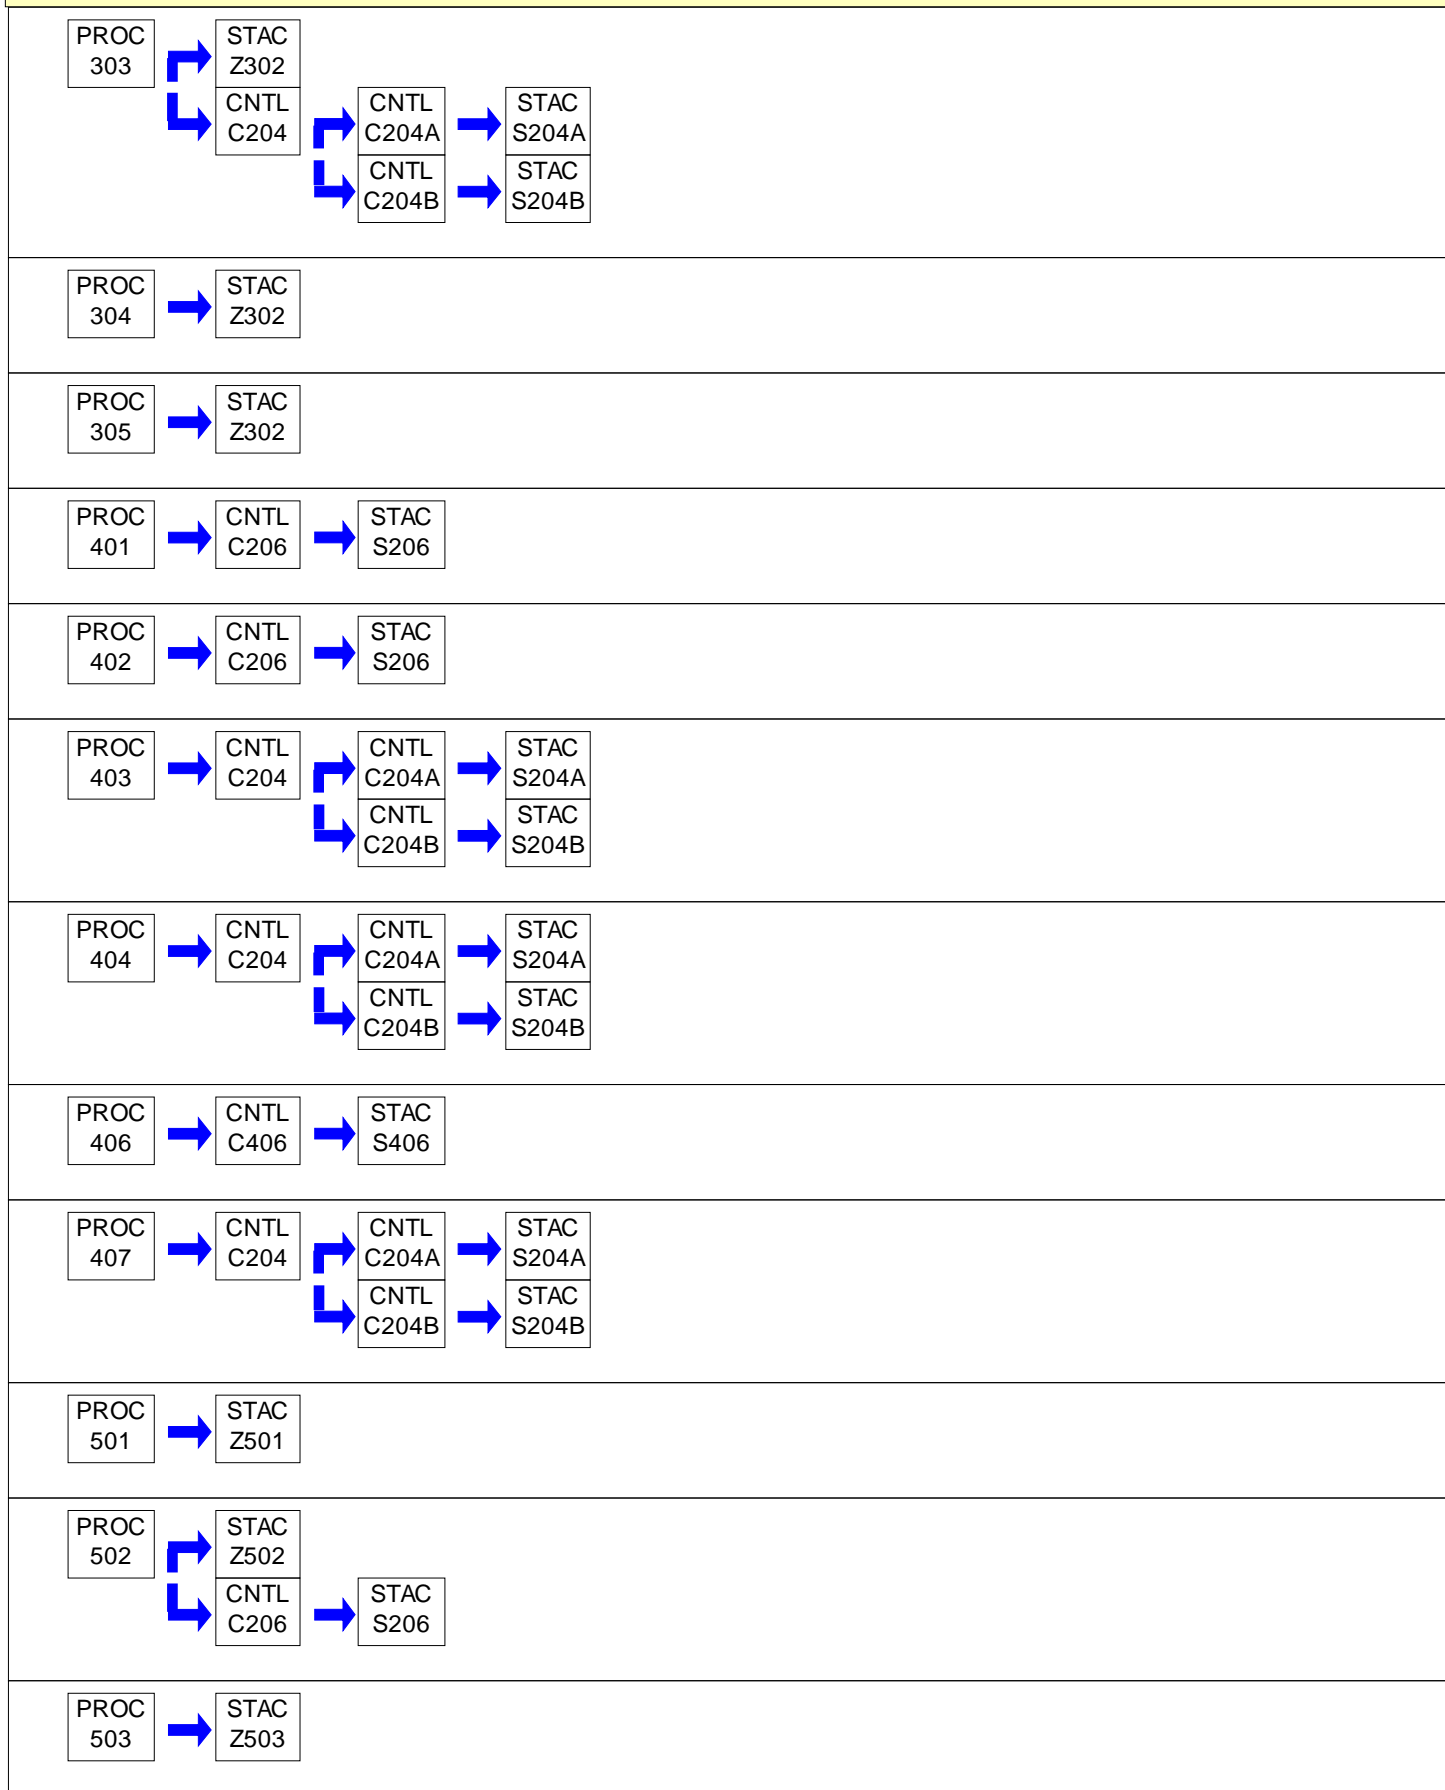 PROC STAC
303 Z302
CNTL CNTL STAC
C204 C204A S204A
CNTL STAC
C204B S204B
PROC STAC
304 Z302
PROC STAC
305 Z302
PROC CNTL STAC
401 C206 S206
PROC CNTL STAC
402 C206 S206
PROC CNTL CNTL STAC
403 C204 C204A S204A
CNTL STAC
C204B S204B
PROC CNTL CNTL STAC
404 C204 C204A S204A
CNTL STAC
C204B S204B
PROC CNTL STAC
406 C406 S406
PROC CNTL CNTL STAC
407 C204 C204A S204A
CNTL STAC
C204B S204B
PROC STAC
501 Z501
PROC STAC
502 Z502
CNTL STAC
C206 S206
PROC STAC
503 Z503